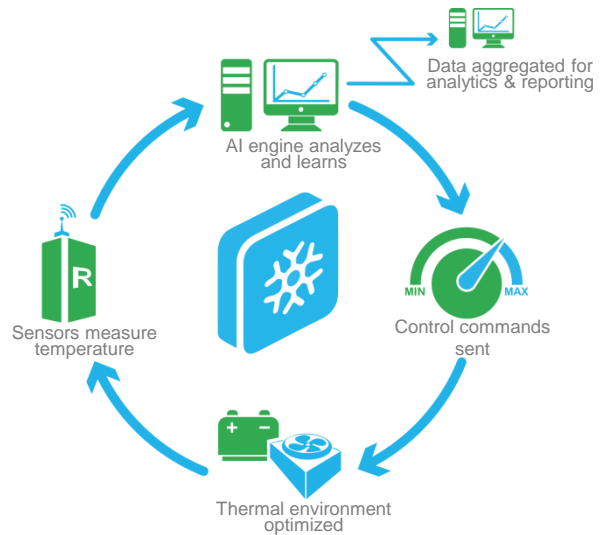 Data aggregated for
analytics & reporting
AI engine analyzes
and learns
R
MIN
MAX
Sensors measure
temperature
Control commands
sent
+ −
Thermal environment
optimized